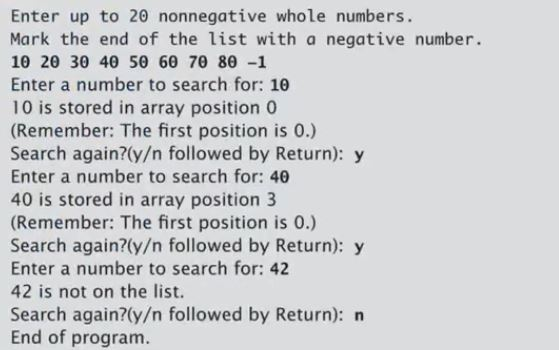 Enter up to 20 nonnegative whole numbers.
Mark the end of the list with a negative number.
10 20 30 40 50 60 70 80 −1
Enter a number to search for: 10
10 is stored in array position 0
(Remember: The first position is 0.)
Search again?(y/n followed by Return): y
Enter a number to search for: 40
40 is stored in array position 3
(Remember: The first position is 0.)
Search again?(y/n followed by Return): y
Enter a number to search for: 42
42 is not on the list.
Search again?(y/n followed by Return): n
End of program.